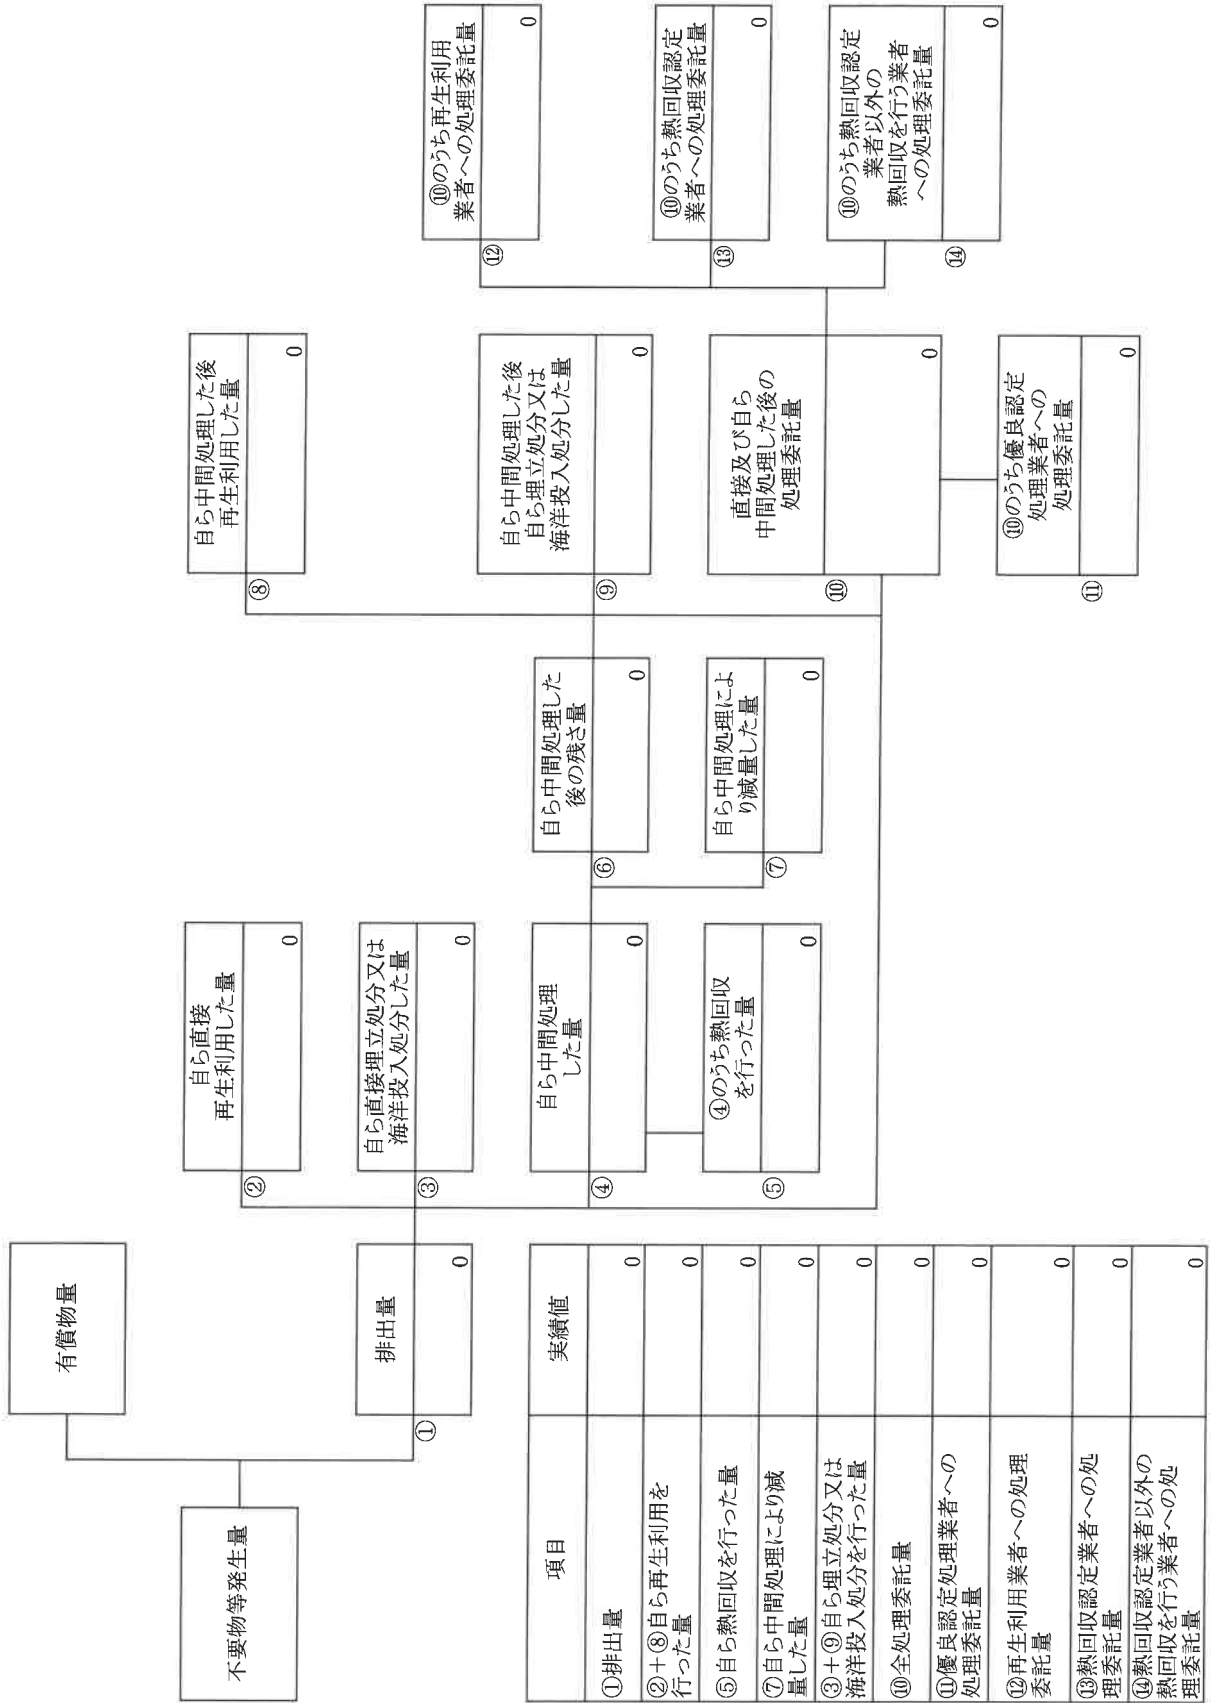 不要物等発生量
有償物量
排出量
①
0
自ら直接
再生利用した量
②
0
自ら直接埋立処分又は
海洋投入処分した量
③
0
自ら中間処理
した量
④
0
④のうち熱回収
を行った量
⑤
0
自ら中間処理した
後の残さ量
⑥
0
自ら中間処理によ
り減量した量
⑦
0
自ら中間処理した後
再生利用した量
⑧
0
自ら中間処理した後
自ら埋立処分又は
海洋投入処分した量
⑨
0
直接及び自ら
中間処理した後の
処理委託量
⑩
0
⑩のうち優良認定
処理業者への
処理委託量
⑪
0
⑩のうち再生利用
業者への処理委託量
⑫
0
⑩のうち熱回収認定
業者への処理委託量
⑬
0
⑩のうち熱回収認定
業者以外の
熱回収を行う業者
への処理委託量
⑭
0
項目
実績値
①排出量
0
②+⑧自ら再生利用を
行った量
0
⑤自ら熱回収を行った量
0
⑦自ら中間処理により減
量した量
0
③+⑨自ら埋立処分又は
海洋投入処分を行った量
0
⑩全処理委託量
0
⑪優良認定処理業者への
処理委託量
0
⑫再生利用業者への処理
委託量
0
⑬熱回収認定業者への処
理委託量
0
⑭熱回収認定業者以外の
熱回収を行う業者への処
理委託量
0